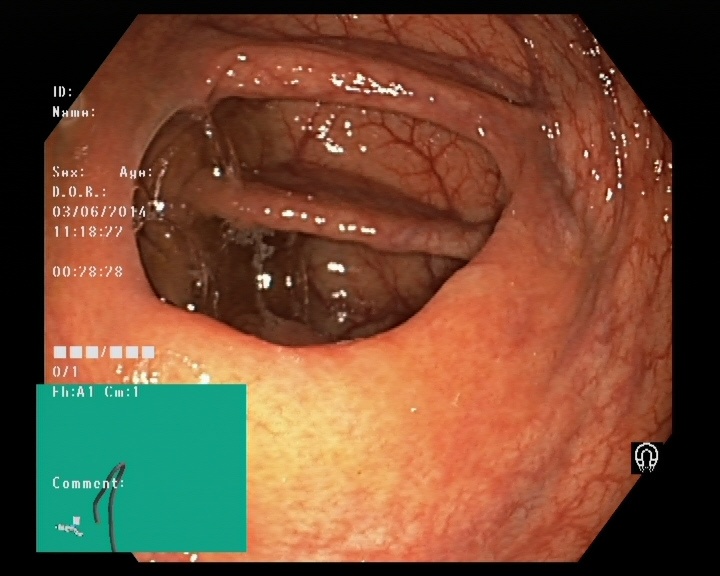 ID:
Name:
Sex: Age:
D.O.B.:
03/06/2014
11:18:22
00:28:28
■■■/■■■
0/1
Eh:A1 Cm:1
Comment: